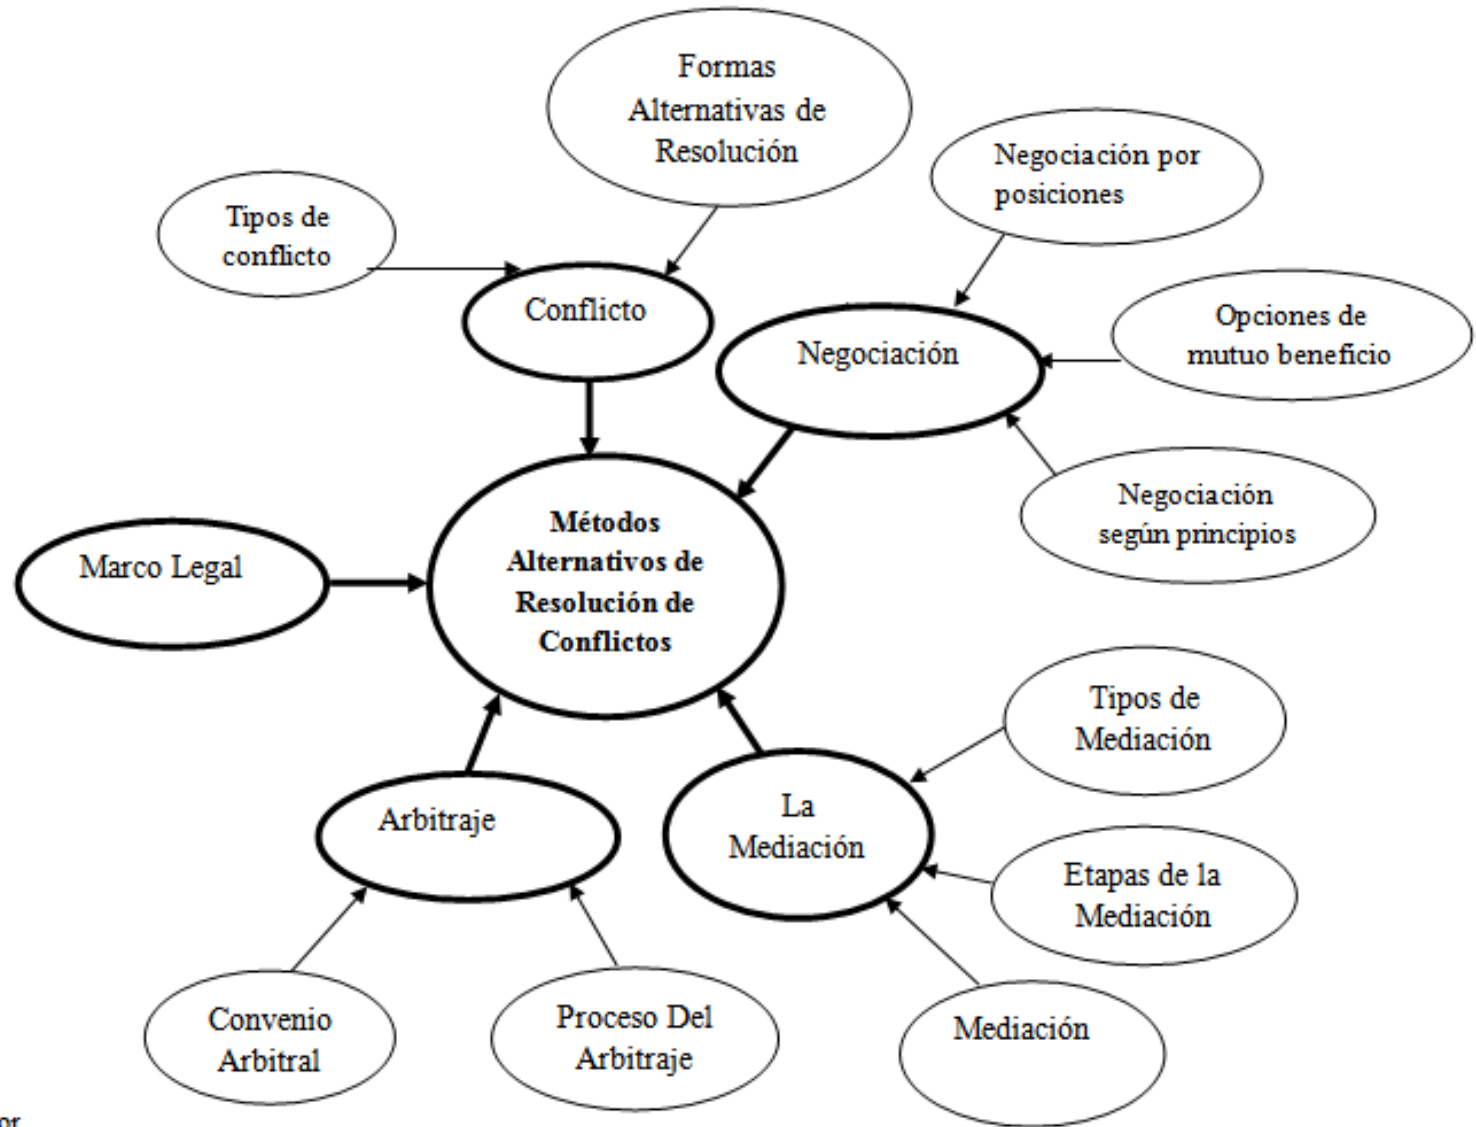 Formas
Alternativas de
Resolución
Negociación por
posiciones
Tipos de
conflicto
Conflicto
Negociación
Opciones de
mutuo beneficio
Negociación
según principios
Métodos
Alternativos de
Resolución de
Conflictos
Marco Legal
Tipos de
Mediación
Arbitraje
La
Mediación
Etapas de la
Mediación
Convenio
Arbitral
Proceso Del
Arbitraje
Mediación
or